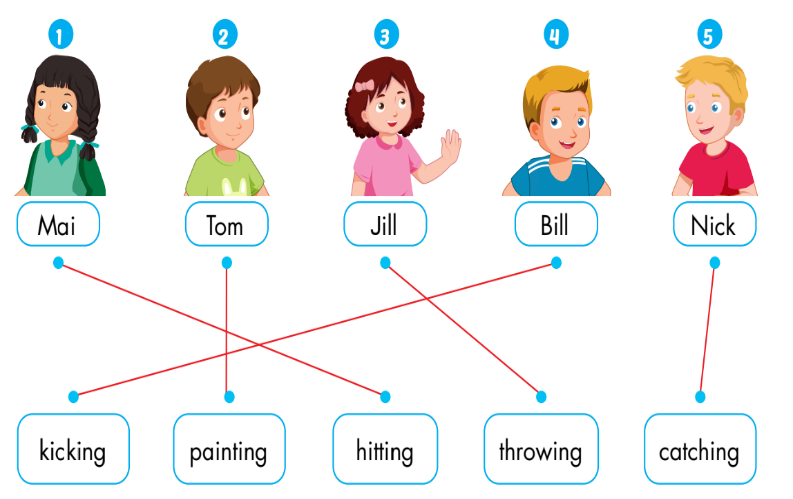 1 2 3 4 5
Mai Tom Jill Bill Nick
kicking painting hitting throwing catching